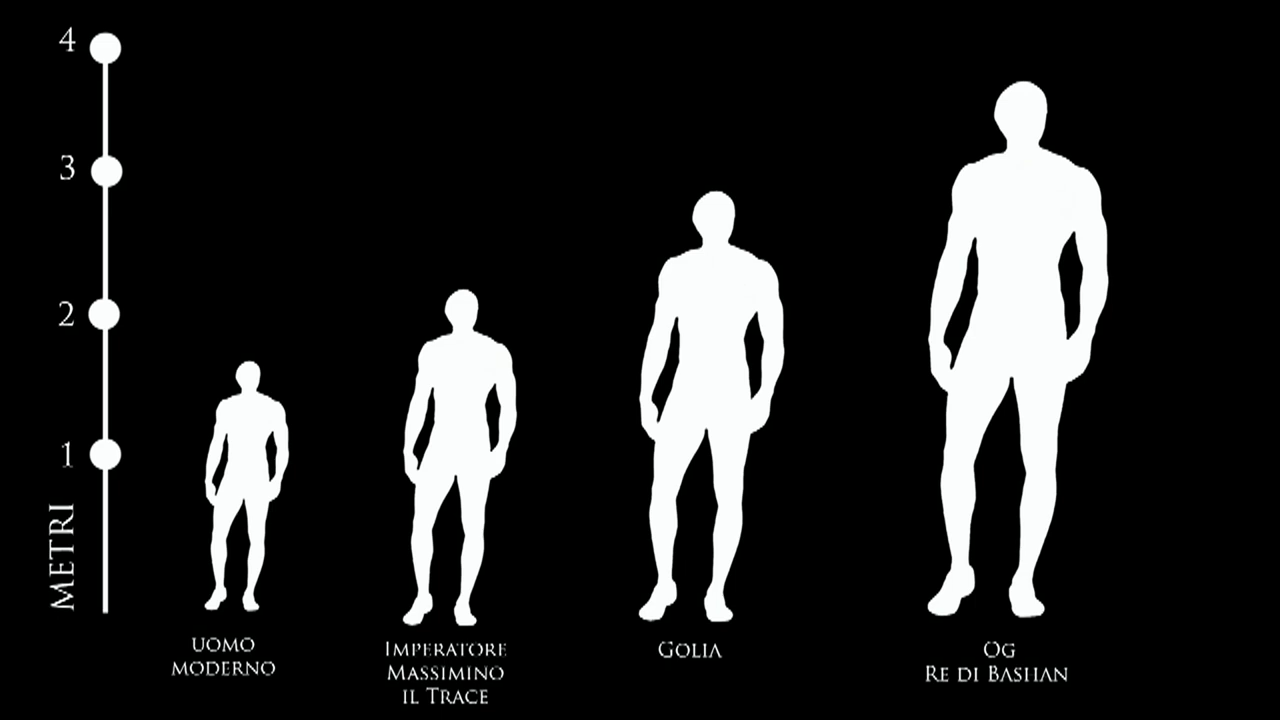 4
3
2
1
METRI
UOMO
MODERNO
IMPERATORE
MASSIMINO
IL TRACE
GOLIA
OG
RE DI BASHAN